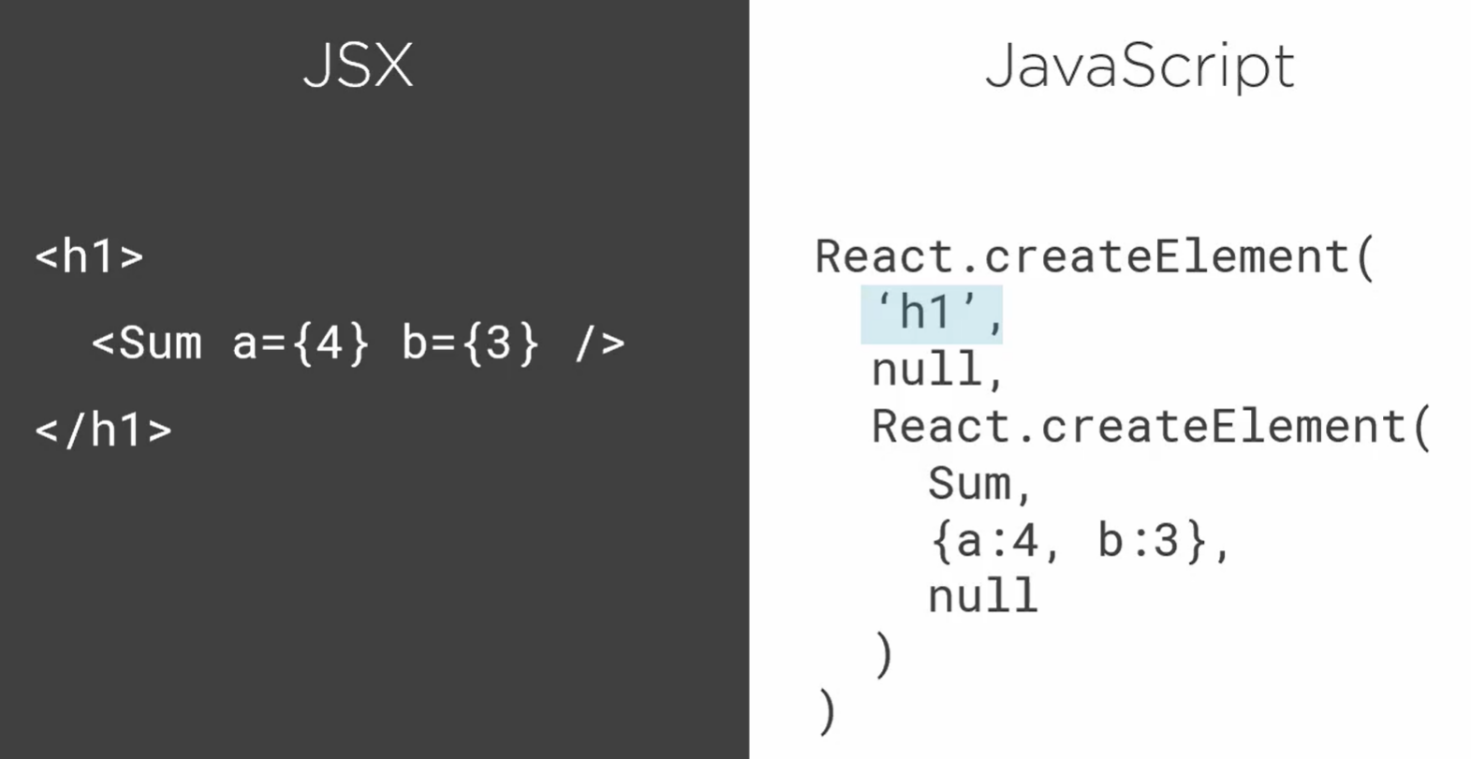 JSX
<h1>
<Sum a={4} b={3} />
</h1>
JavaScript
React.createElement(
‘h1’,
null,
React.createElement(
Sum,
{a:4, b:3},
null
)
)